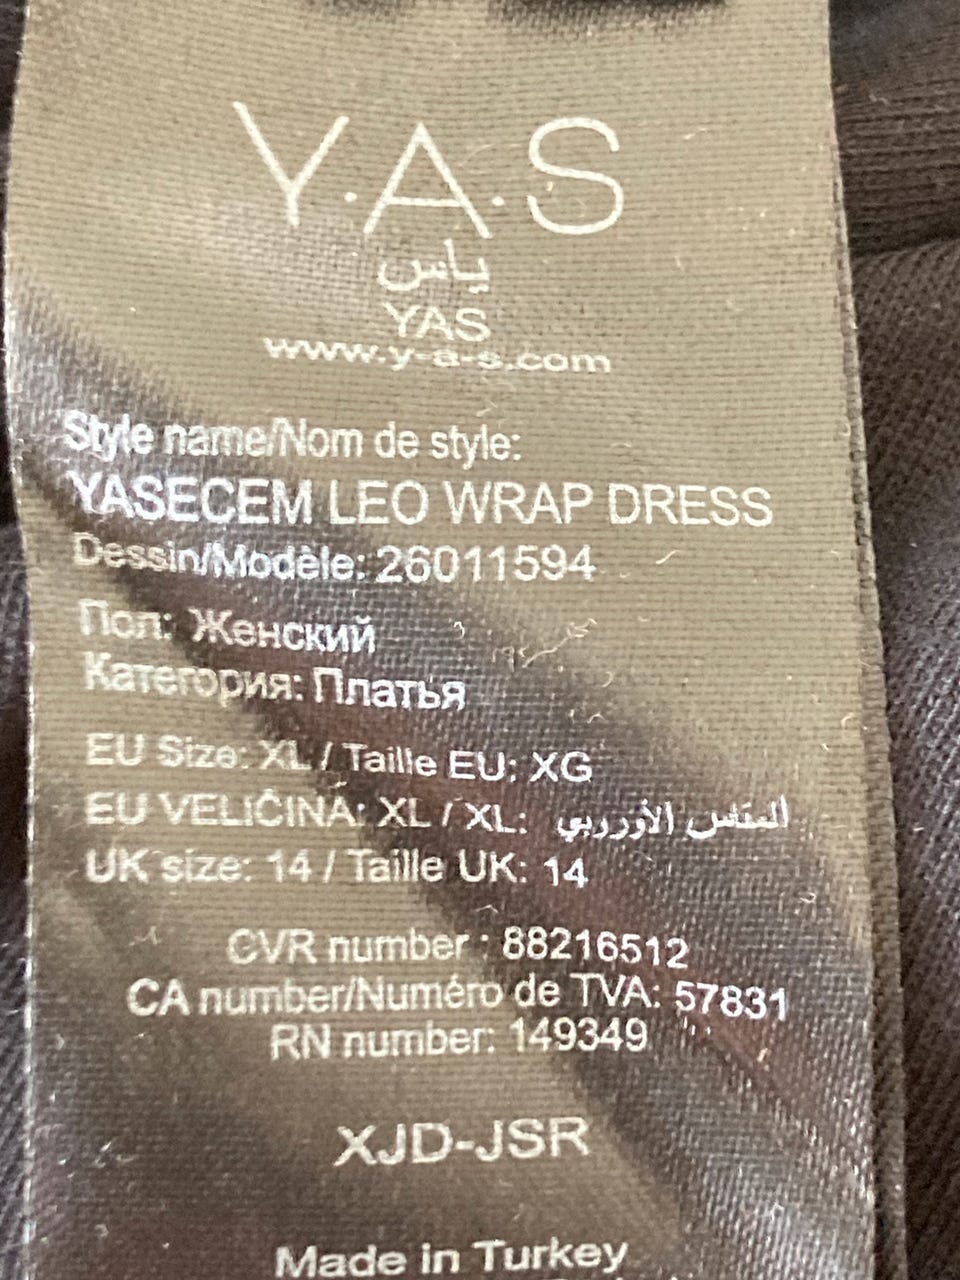 Y·A·S
ياس
YAS
www.y-a-s.com
Style name/Nom de style:
YASECEM LEO WRAP DRESS
Dessin/Modèle: 26011594
Пол: Женский
Категория: Платья
EU Size: XL / Taille EU: XG
EU VELIČINA: XL / XL: المقاس الأوروبي
UK size: 14 / Taille UK: 14
CVR number : 88216512
CA number/Numéro de TVA: 57831
RN number: 149349
XJD-JSR
Made in Turkey